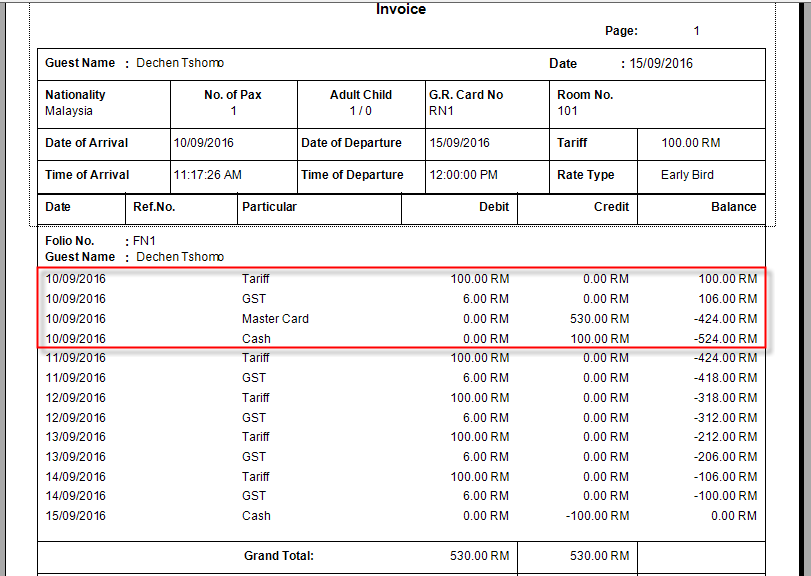 Invoice
Page: 1
Guest Name : Dechen Tshomo Date : 15/09/2016
Nationality No. of Pax Adult Child G.R. Card No Room No.
Malaysia 1 1 / 0 RN1 101
Date of Arrival 10/09/2016 Date of Departure 15/09/2016 Tariff 100.00 RM
Time of Arrival 11:17:26 AM Time of Departure 12:00:00 PM Rate Type Early Bird
Date Ref.No. Particular Debit Credit Balance
Folio No. : FN1
Guest Name : Dechen Tshomo
10/09/2016 Tariff 100.00 RM 0.00 RM 100.00 RM
10/09/2016 GST 6.00 RM 0.00 RM 106.00 RM
10/09/2016 Master Card 0.00 RM 530.00 RM -424.00 RM
10/09/2016 Cash 0.00 RM 100.00 RM -524.00 RM
11/09/2016 Tariff 100.00 RM 0.00 RM -424.00 RM
11/09/2016 GST 6.00 RM 0.00 RM -418.00 RM
12/09/2016 Tariff 100.00 RM 0.00 RM -318.00 RM
12/09/2016 GST 6.00 RM 0.00 RM -312.00 RM
13/09/2016 Tariff 100.00 RM 0.00 RM -212.00 RM
13/09/2016 GST 6.00 RM 0.00 RM -206.00 RM
14/09/2016 Tariff 100.00 RM 0.00 RM -106.00 RM
14/09/2016 GST 6.00 RM 0.00 RM -100.00 RM
15/09/2016 Cash 0.00 RM -100.00 RM 0.00 RM
Grand Total: 530.00 RM 530.00 RM